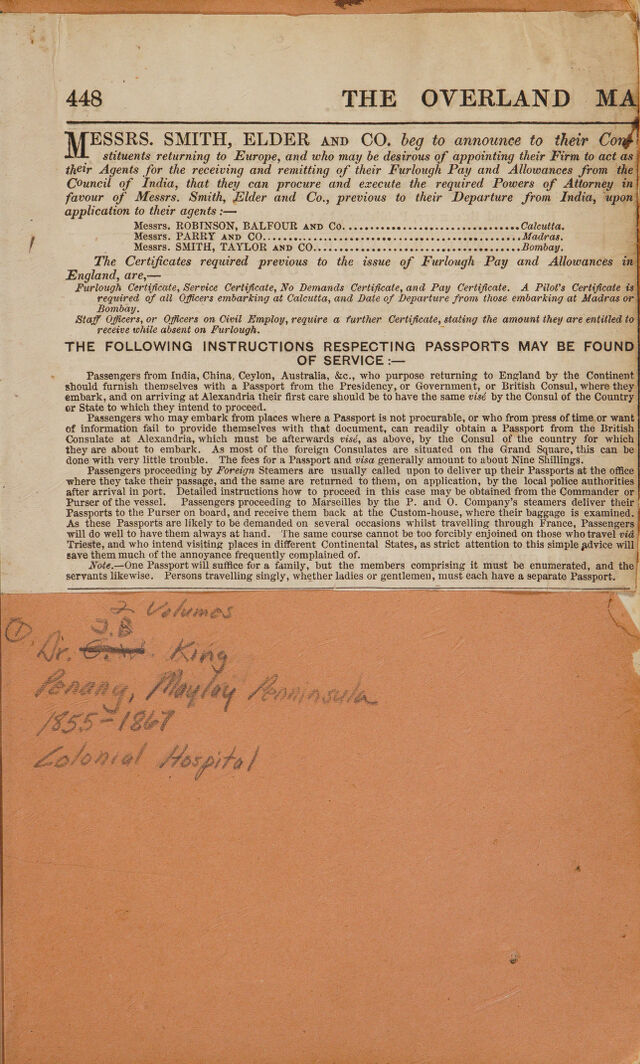 448 THE OVERLAND MA
MESSRS. SMITH, ELDER AND CO. beg to announce to their Con-
stituents returning to Europe, and who may be desirous of appointing their Firm to act as
their Agents for the receiving and remitting of their Furlough Pay and Allowances from the
Council of India, that they can procure and execute the required Powers of Attorney in
favour of Messrs. Smith, Elder and Co., previous to their Departure from India, upon
application to their agents :—
Messrs. ROBINSON, BALFOUR AND Co.................................Calcutta.
Messrs. PARRY AND CO................................................Madras.
Messrs. SMITH, TAYLOR AND CO.......................................Bombay.
The Certificates required previous to the issue of Furlough Pay and Allowances in
England, are,—
Furlough Certificate, Service Certificate, No Demands Certificate, and Pay Certificate. A Pilot's Certificate is
required of all Officers embarking at Calcutta, and Date of Departure from those embarking at Madras or
Bombay.
Staff Officers, or Officers on Civil Employ, require a further Certificate, stating the amount they are entitled to
receive while absent on Furlough.
THE FOLLOWING INSTRUCTIONS RESPECTING PASSPORTS MAY BE FOUND
OF SERVICE :—
Passengers from India, China, Ceylon, Australia, &c., who purpose returning to England by the Continent
should furnish themselves with a Passport from the Presidency, or Government, or British Consul, where they
embark, and on arriving at Alexandria their first care should be to have the same visé by the Consul of the Country
or State to which they intend to proceed.
Passengers who may embark from places where a Passport is not procurable, or who from press of time or want
of information fail to provide themselves with that document, can readily obtain a Passport from the British
Consulate at Alexandria, which must be afterwards visé, as above, by the Consul of the country for which
they are about to embark. As most of the foreign Consulates are situated on the Grand Square, this can be
done with very little trouble. The fees for a Passport and visa generally amount to about Nine Shillings.
Passengers proceeding by Foreign Steamers are usually called upon to deliver up their Passports at the office
where they take their passage, and the same are returned to them, on application, by the local police authorities
after arrival in port. Detailed instructions how to proceed in this case may be obtained from the Commander or
Purser of the vessel. Passengers proceeding to Marseilles by the P. and O. Company's steamers deliver their
Passports to the Purser on board, and receive them back at the Custom-house, where their baggage is examined.
As these Passports are likely to be demanded on several occasions whilst travelling through France, Passengers
will do well to have them always at hand. The same course cannot be too forcibly enjoined on those who travel viâ
Trieste, and who intend visiting places in different Continental States, as strict attention to this simple advice will
save them much of the annoyance frequently complained of.
Note.—One Passport will suffice for a family, but the members comprising it must be enumerated, and the
servants likewise. Persons travelling singly, whether ladies or gentlemen, must each have a separate Passport.
2 Volumes
① J.B
Dr. King
Penang, Maylay Penninsula
1855-1867
Colonial Hospital